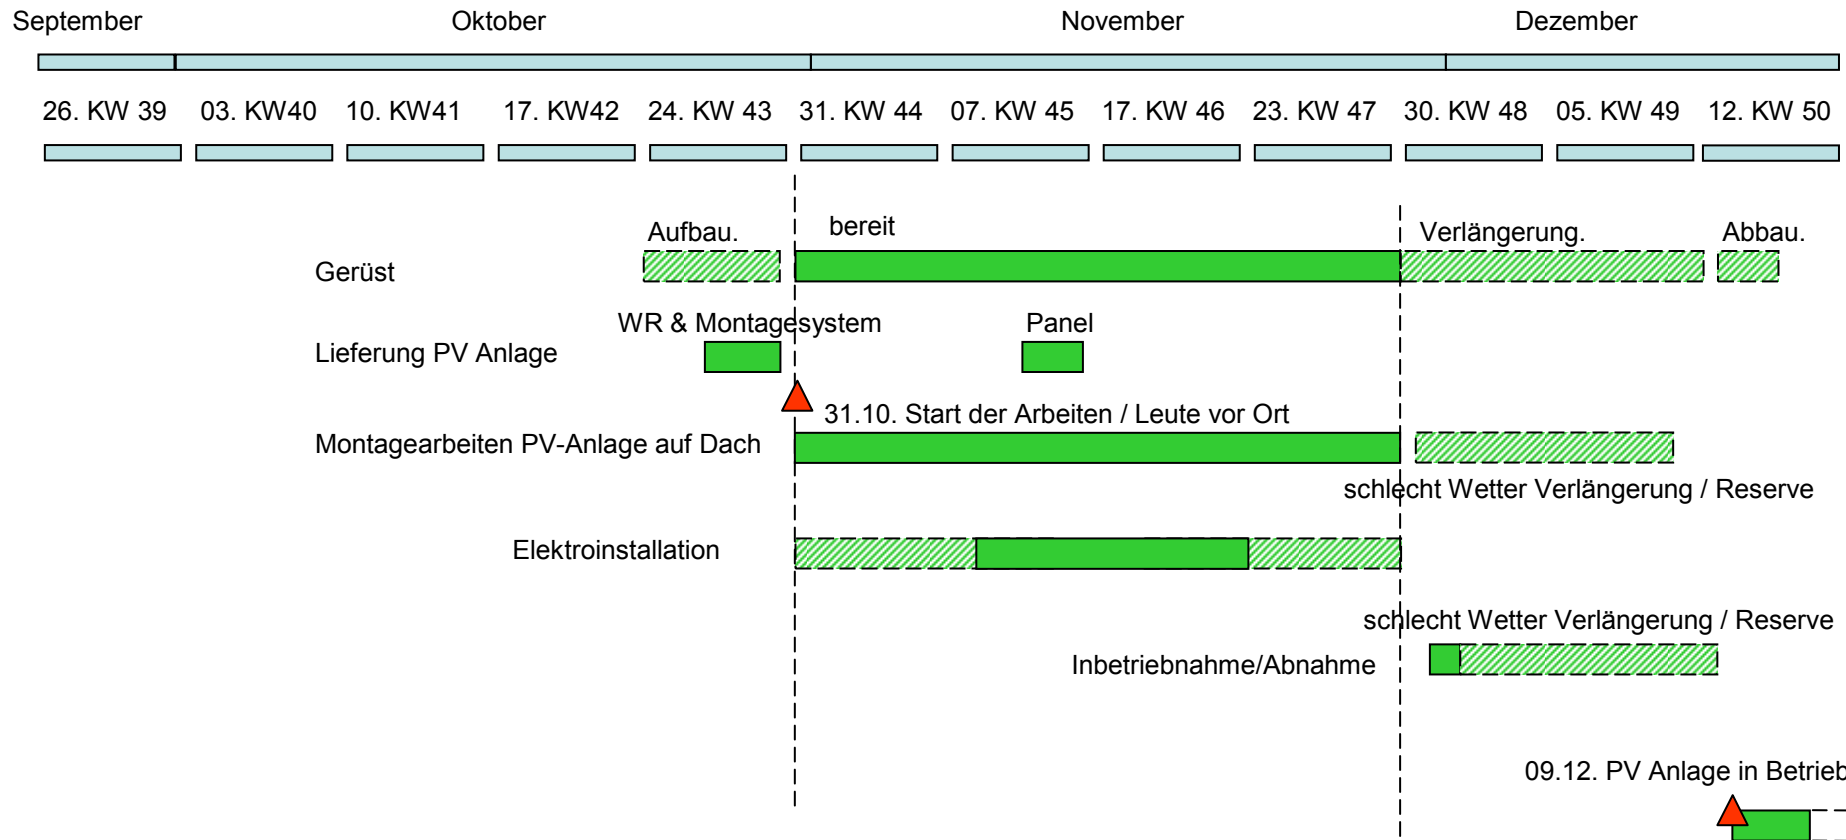 September Oktober November Dezember
26. KW 39 03. KW40 10. KW41 17. KW42 24. KW 43 31. KW 44 07. KW 45 17. KW 46 23. KW 47 30. KW 48 05. KW 49 12. KW 50
Aufbau. bereit Verlängerung. Abbau.
Gerüst
WR & Montagesystem Panel
Lieferung PV Anlage
31.10. Start der Arbeiten / Leute vor Ort
Montagearbeiten PV-Anlage auf Dach
schlecht Wetter Verlängerung / Reserve
Elektroinstallation
schlecht Wetter Verlängerung / Reserve
Inbetriebnahme/Abnahme
09.12. PV Anlage in Betrieb